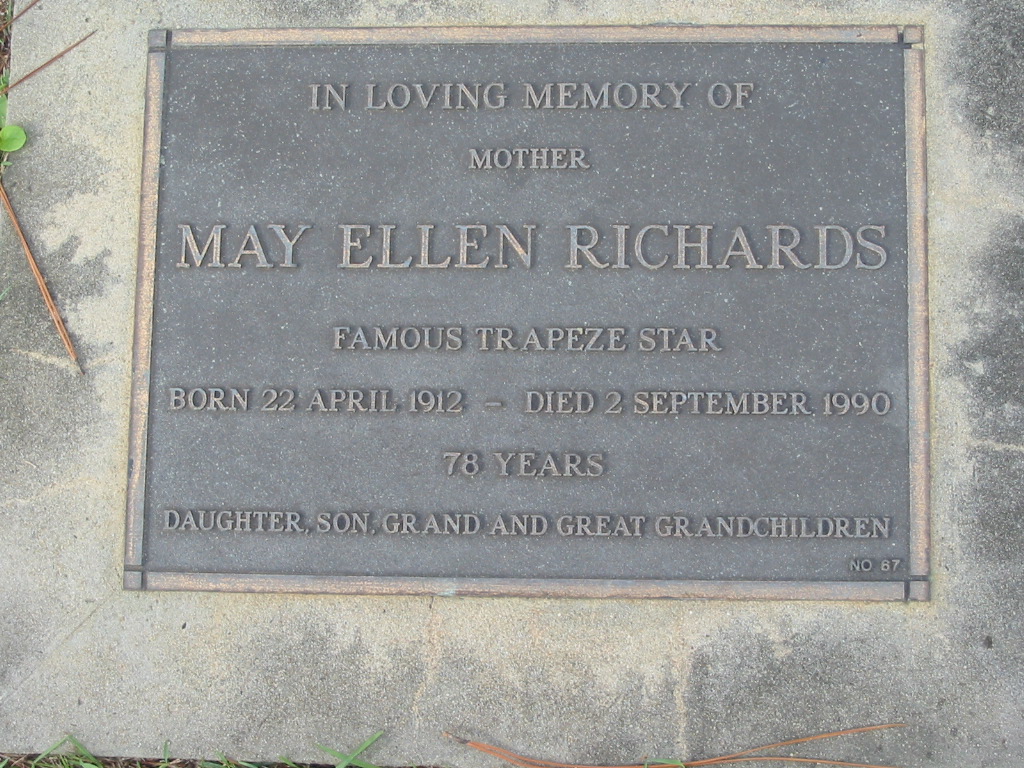 IN LOVING MEMORY OF
MOTHER
MAY ELLEN RICHARDS
FAMOUS TRAPEZE STAR
BORN 22 APRIL 1912 – DIED 2 SEPTEMBER 1990
78 YEARS
DAUGHTER, SON, GRAND AND GREAT GRANDCHILDREN
NO 67